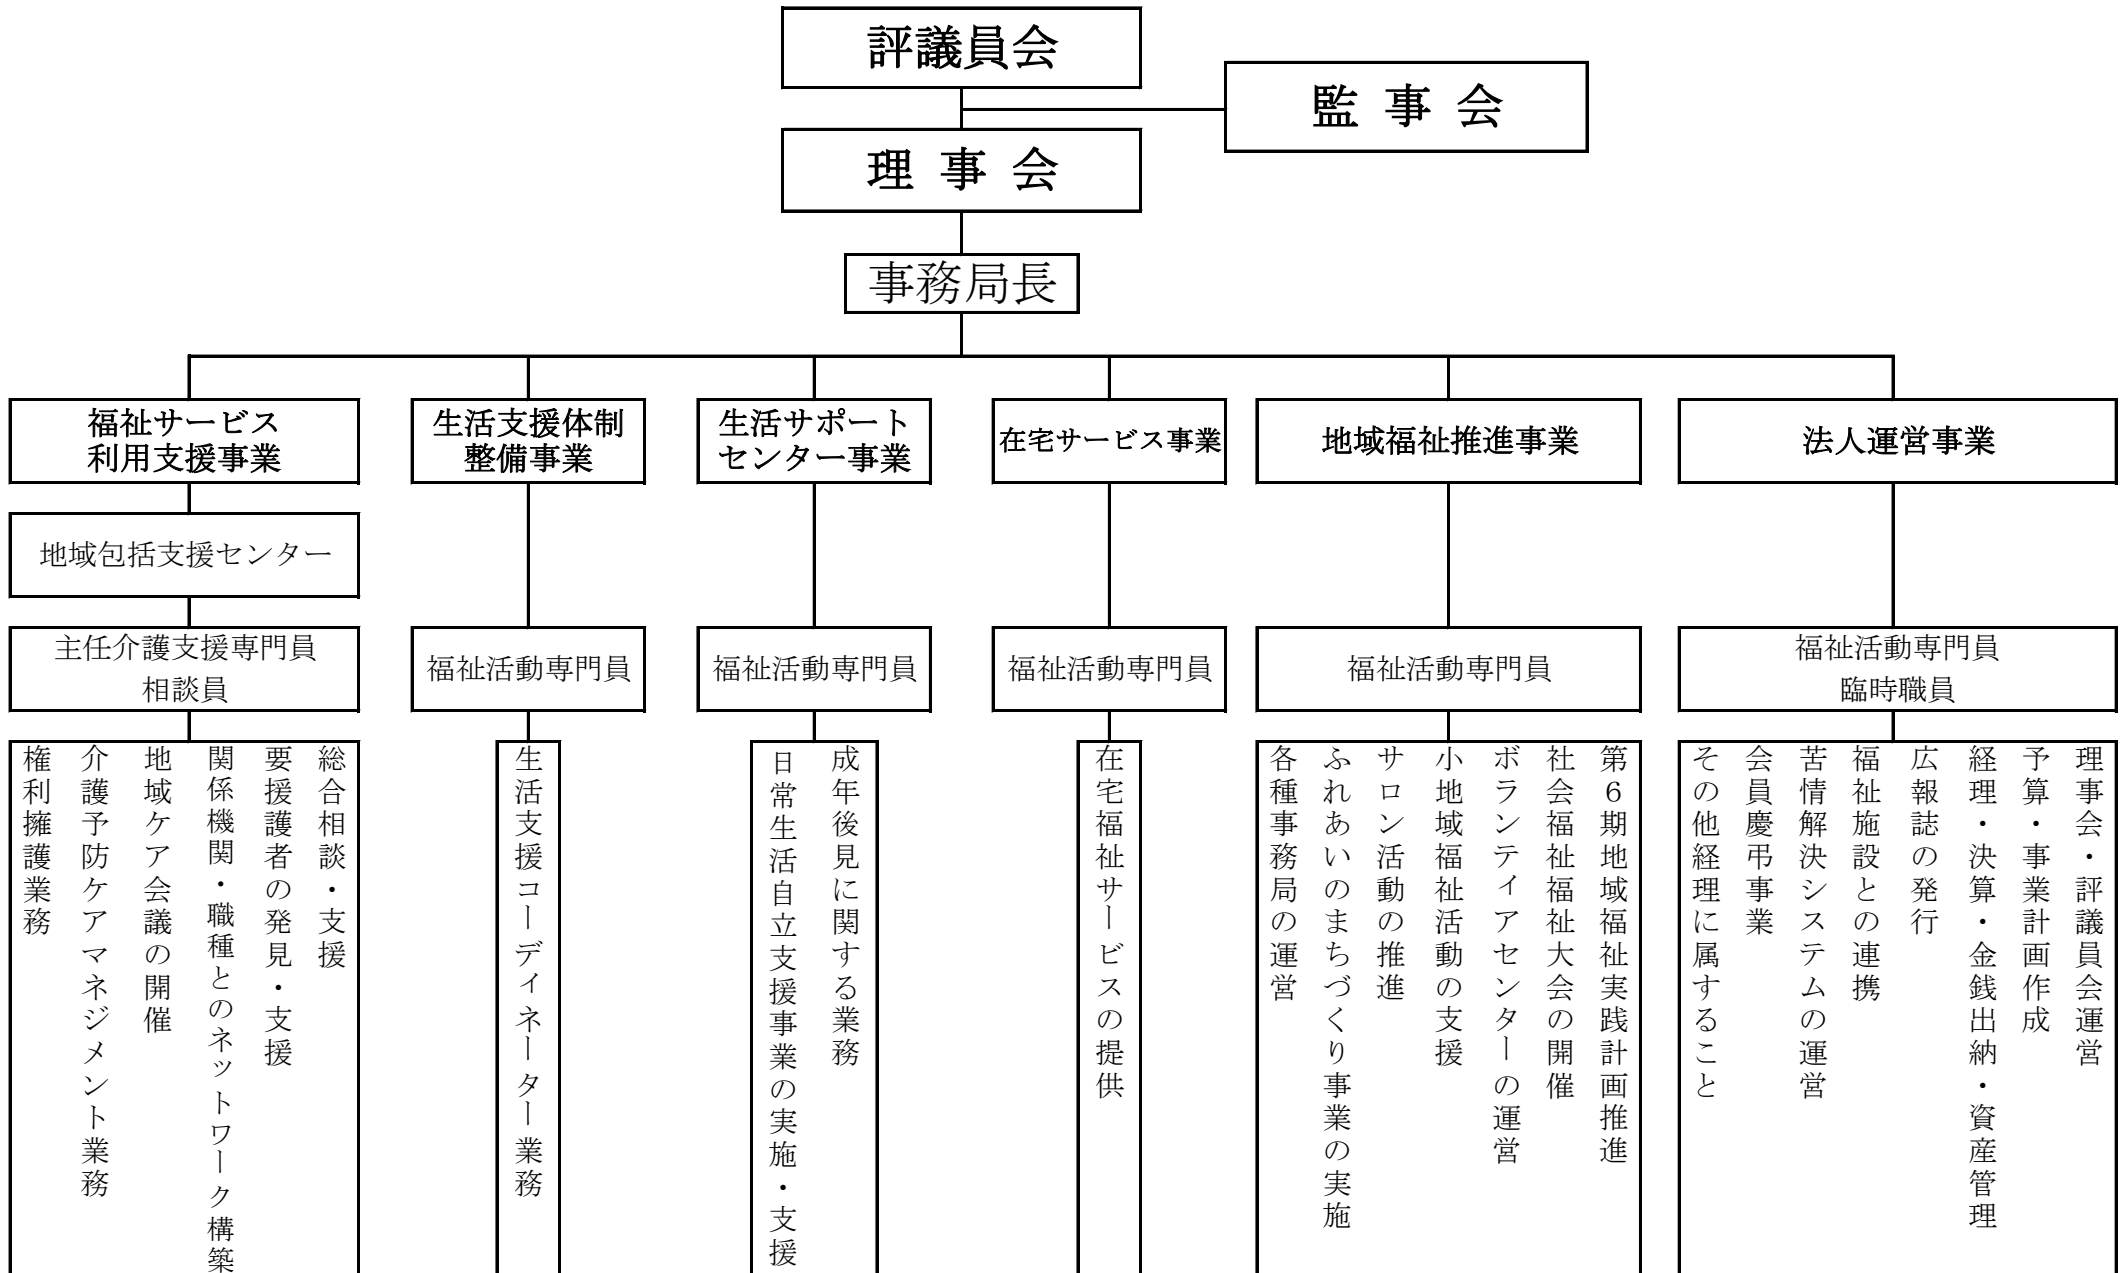 評議員会
監事会
理事会
事務局長
福祉サービス
利用支援事業
生活支援体制
整備事業
生活サポート
センター事業
在宅サービス事業
地域福祉推進事業
法人運営事業
地域包括支援センター
主任介護支援専門員
相談員
福祉活動専門員
福祉活動専門員
福祉活動専門員
福祉活動専門員
福祉活動専門員
臨時職員
総合相談・支援
要援護者の発見・支援
関係機関・職種とのネットワーク構築
地域ケア会議の開催
介護予防ケアマネジメント業務
権利擁護業務
生活支援コーディネーター業務
成年後見に関する業務
日常生活自立支援事業の実施・支援
在宅福祉サービスの提供
第6期地域福祉実践計画推進
社会福祉福祉大会の開催
ボランティアセンターの運営
小地域福祉活動の支援
サロン活動の推進
ふれあいのまちづくり事業の実施
各種事務局の運営
理事会・評議員会運営
予算・事業計画作成
経理・決算・金銭出納・資産管理
広報誌の発行
福祉施設との連携
苦情解決システムの運営
会員慶弔事業
その他経理に属すること